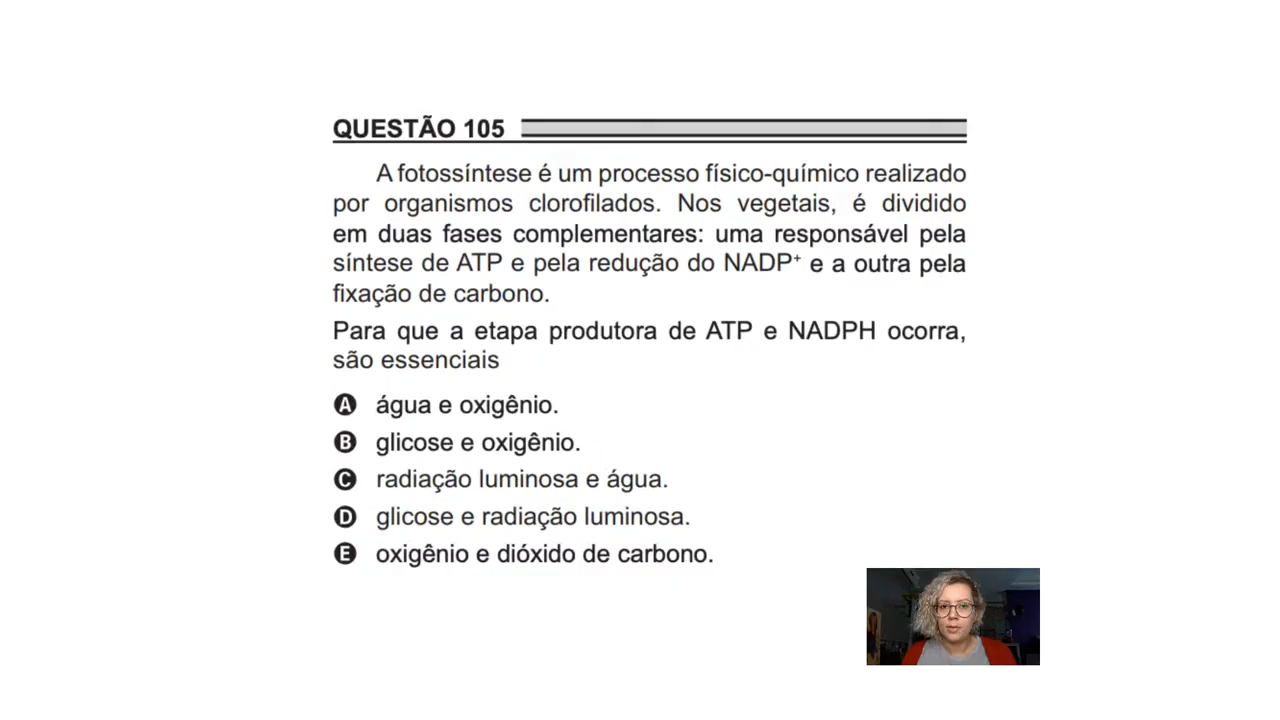 QUESTÃO 105
A fotossíntese é um processo físico-químico realizado
por organismos clorofilados. Nos vegetais, é dividido
em duas fases complementares: uma responsável pela
síntese de ATP e pela redução do NADP⁺ e a outra pela
fixação de carbono.
Para que a etapa produtora de ATP e NADPH ocorra,
são essenciais
A água e oxigênio.
B glicose e oxigênio.
C radiação luminosa e água.
D glicose e radiação luminosa.
E oxigênio e dióxido de carbono.